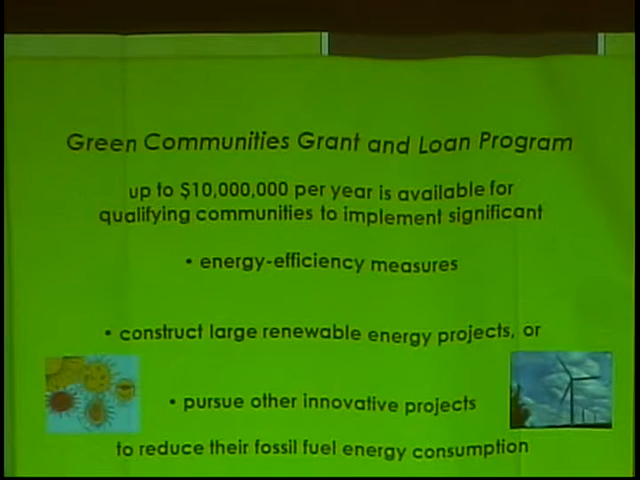 Green Communities Grant and Loan Program
up to $10,000,000 per year is available for
qualifying communities to implement significant
• energy-efficiency measures
• construct large renewable energy projects, or
• pursue other innovative projects
to reduce their fossil fuel energy consumption